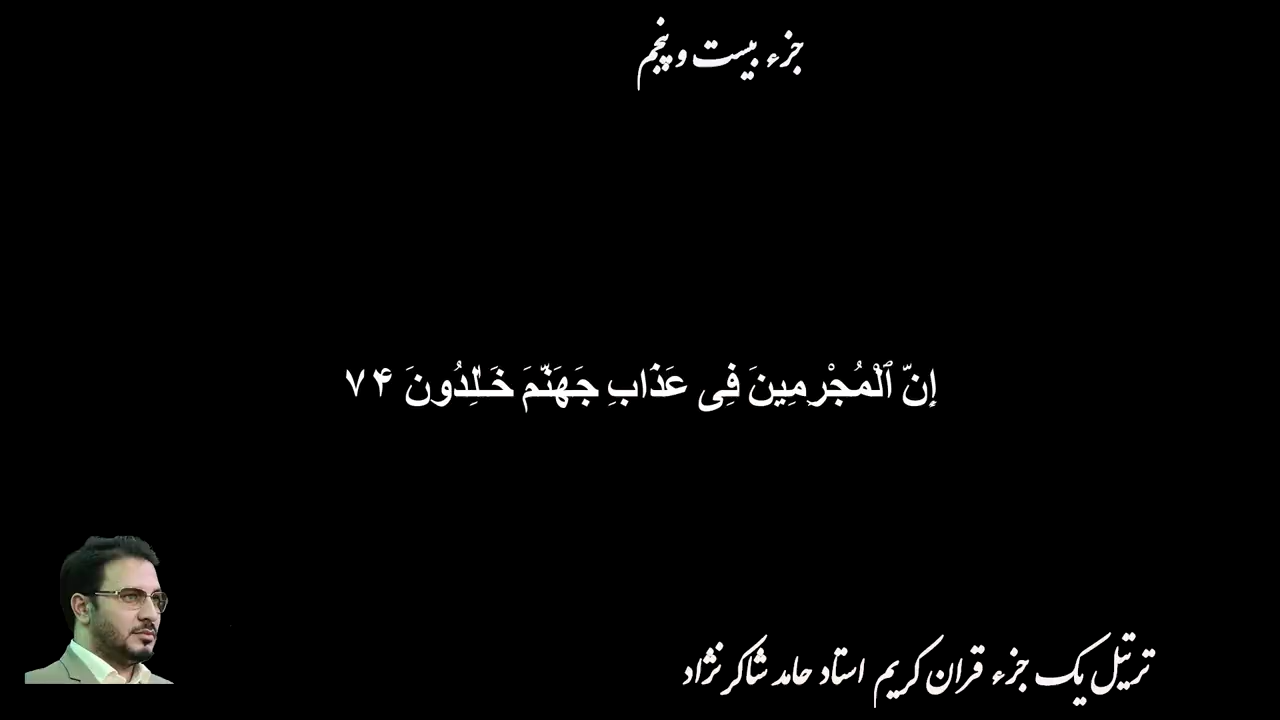 جزء بیست و پنجم
إِنَّ ٱلْمُجْرِمِينَ فِى عَذَابِ جَهَنَّمَ خَـٰلِدُونَ ۷۴
ترتیل یک جزء قران کریم استاد حامد شاکرنژاد